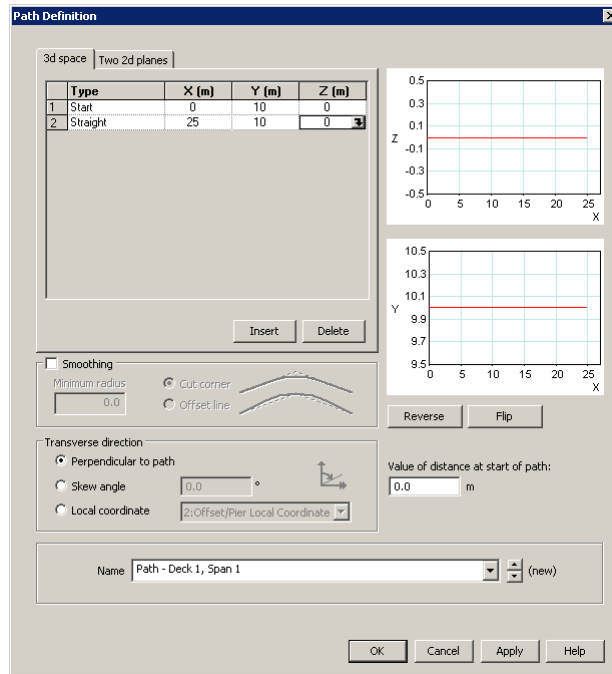 Path Definition
3d space Two 2d planes
Type X (m) Y (m) Z (m)
1 Start 0 10 0
2 Straight 25 10 0
Insert Delete
0.5
0.3
0.1
Z
-0.1
-0.3
-0.5
0 5 10 15 20 25
X
10.5
10.3
10.1
Y
9.9
9.7
9.5
0 5 10 15 20 25
X
Reverse Flip
Smoothing
Minimum radius
0.0
Cut corner
Offset line
Transverse direction
Perpendicular to path
Skew angle 0.0 °
Local coordinate 2:Offset/Pier Local Coordinate
Value of distance at start of path:
0.0 m
Name Path - Deck 1, Span 1 (new)
OK Cancel Apply Help